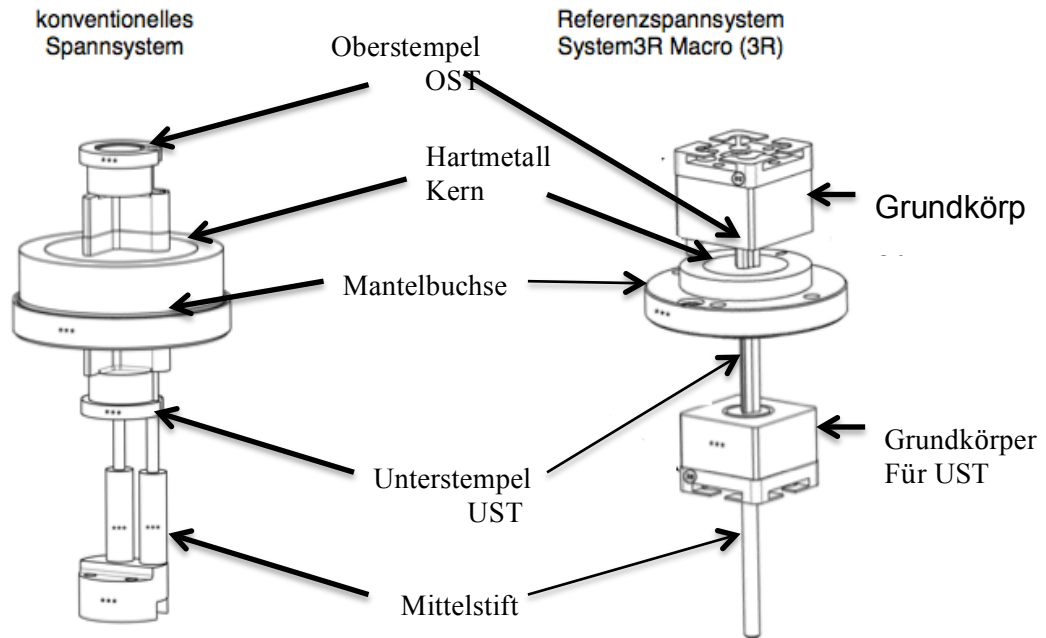 konventionelles
Spannsystem
Referenzspannsystem
System3R Macro (3R)
Oberstempel
OST
Hartmetall
Kern
Grundkörp
Mantelbuchse
Grundkörper
Für UST
Unterstempel
UST
Mittelstift